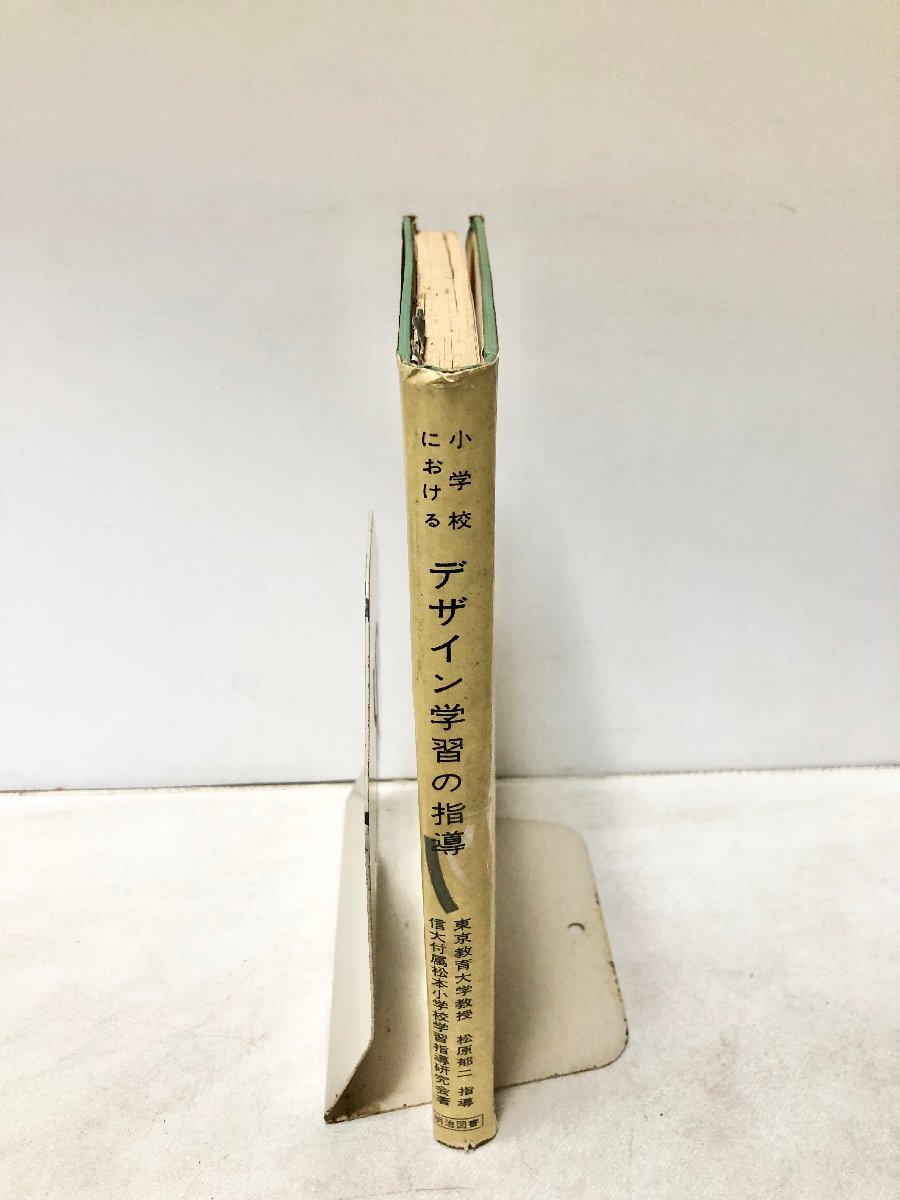 小学校
における
デザイン学習の指導
東京教育大学教授 松原郁二 指導
信大付属松本小学校学習指導研究会著
明治図書